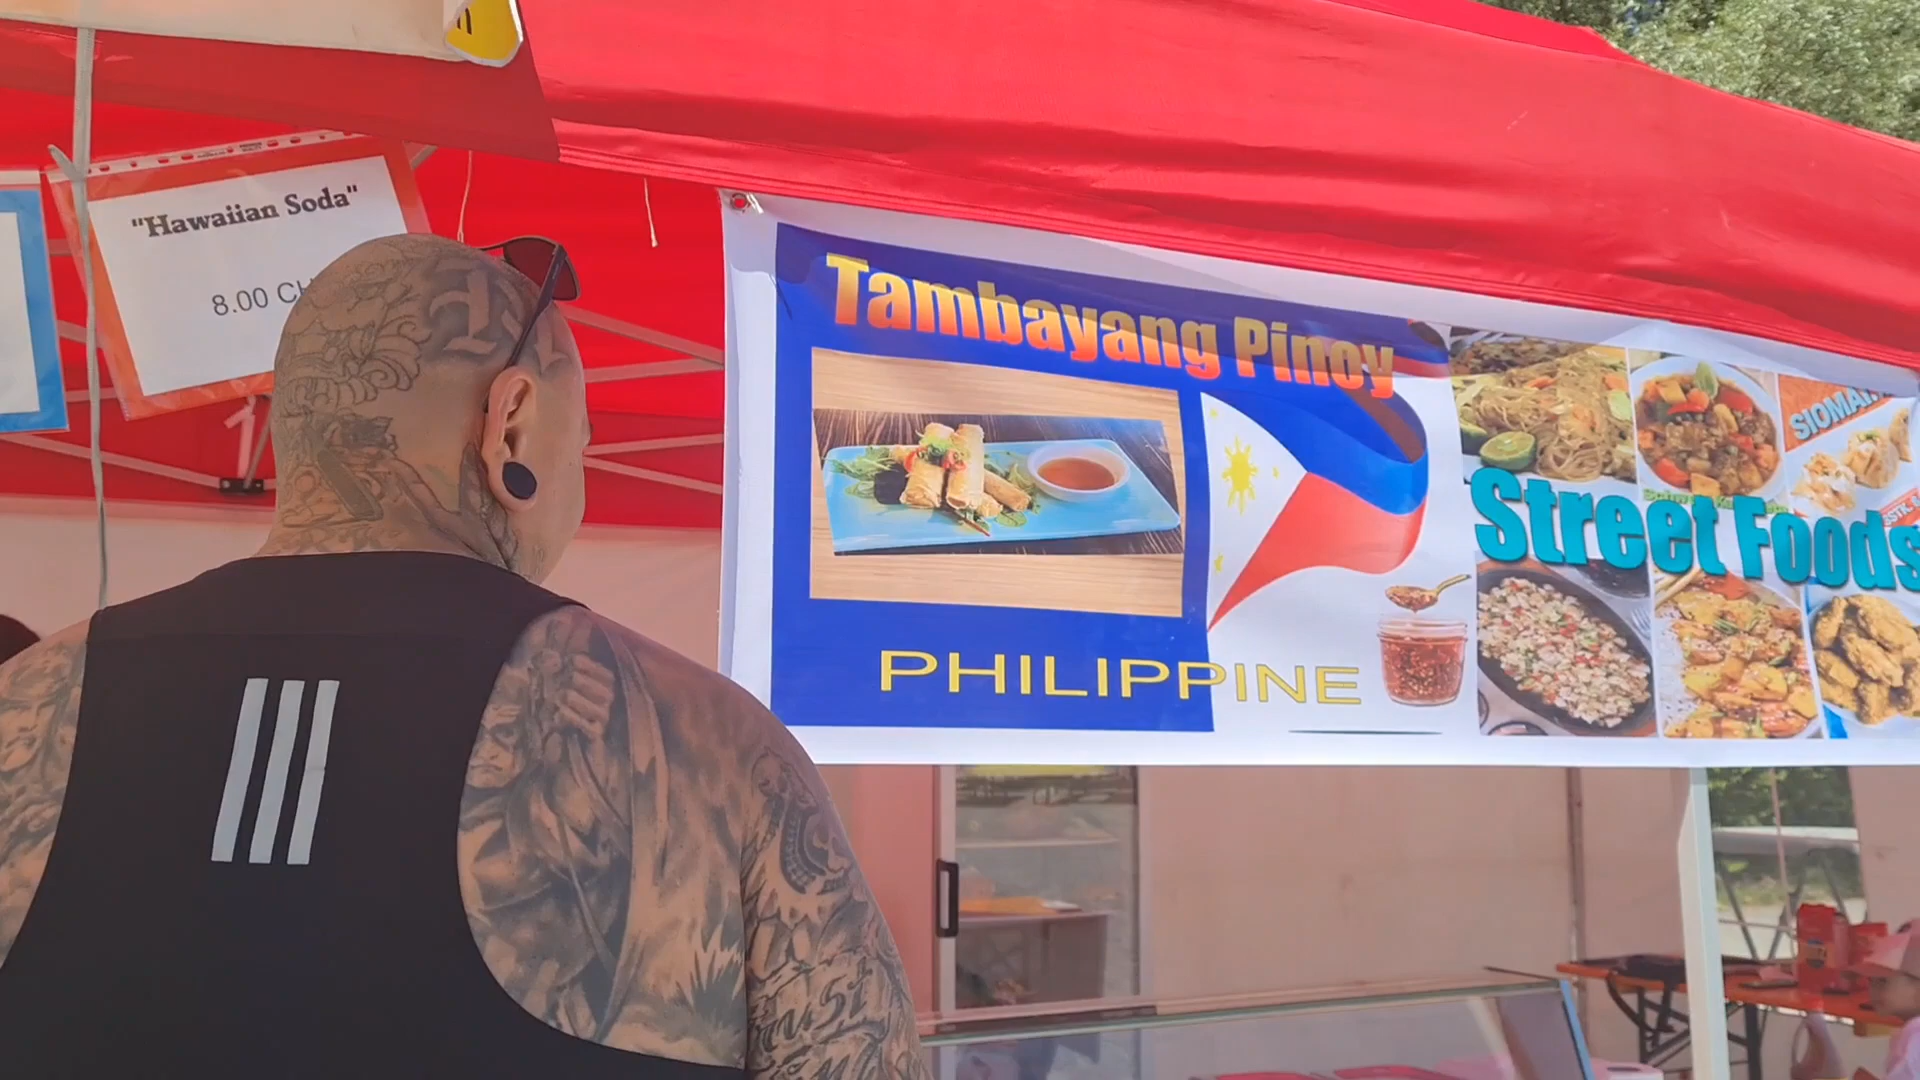 "Hawaiian Soda"
8.00 CH
Tambayang Pinoy
PHILIPPINE
SIOMAI
Street Foods